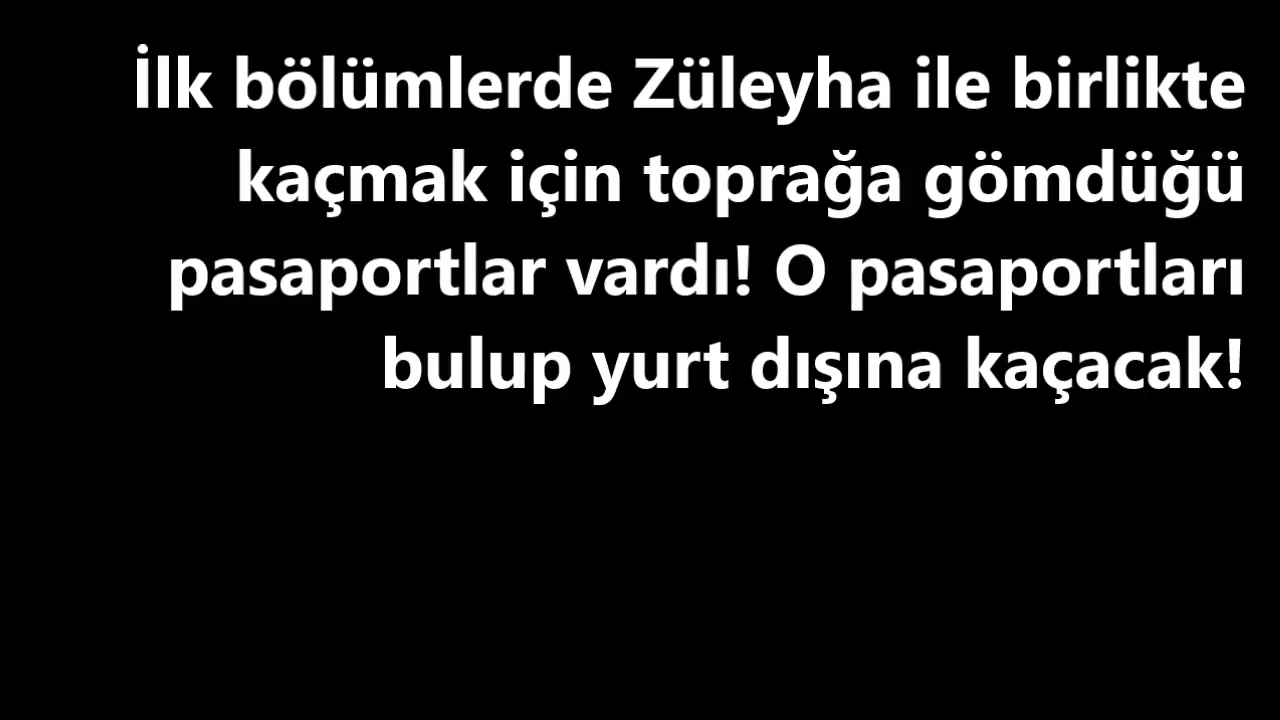 İlk bölümlerde Züleyha ile birlikte
kaçmak için toprağa gömdüğü
pasaportlar vardı! O pasaportları
bulup yurt dışına kaçacak!